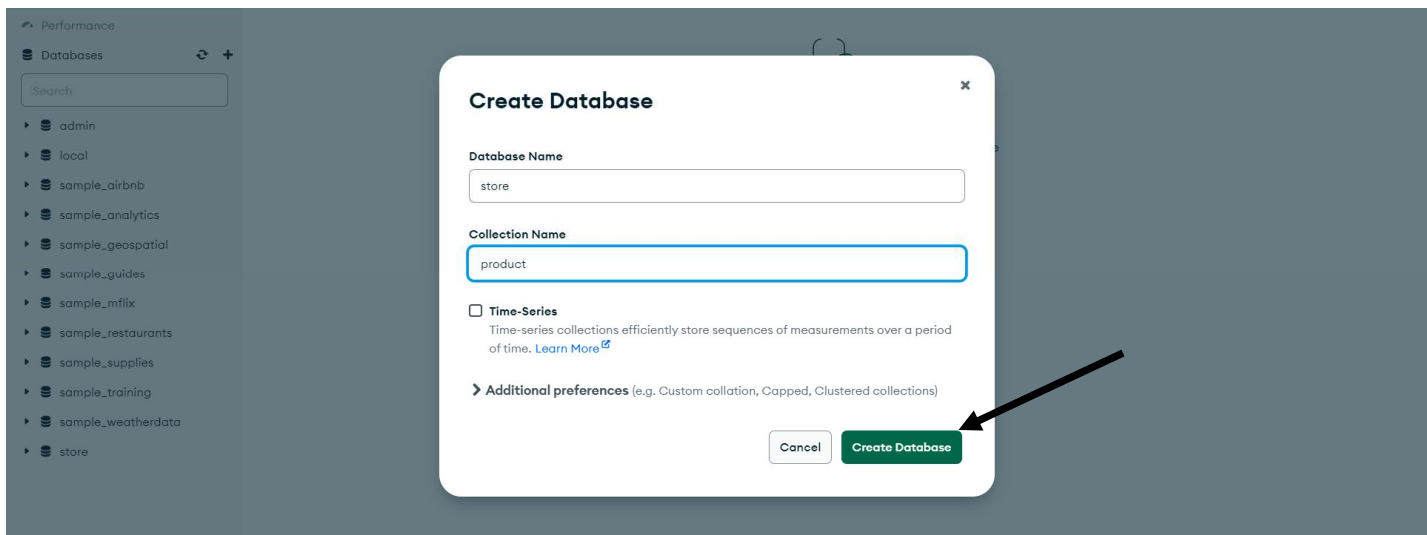 Performance
Databases
Search
admin
local
sample_airbnb
sample_analytics
sample_geospatial
sample_guides
sample_mflix
sample_restaurants
sample_supplies
sample_training
sample_weatherdata
store
Create Database
Database Name
store
Collection Name
product
Time-Series
Time-series collections efficiently store sequences of measurements over a period
of time. Learn More
Additional preferences (e.g. Custom collation, Capped, Clustered collections)
Cancel
Create Database